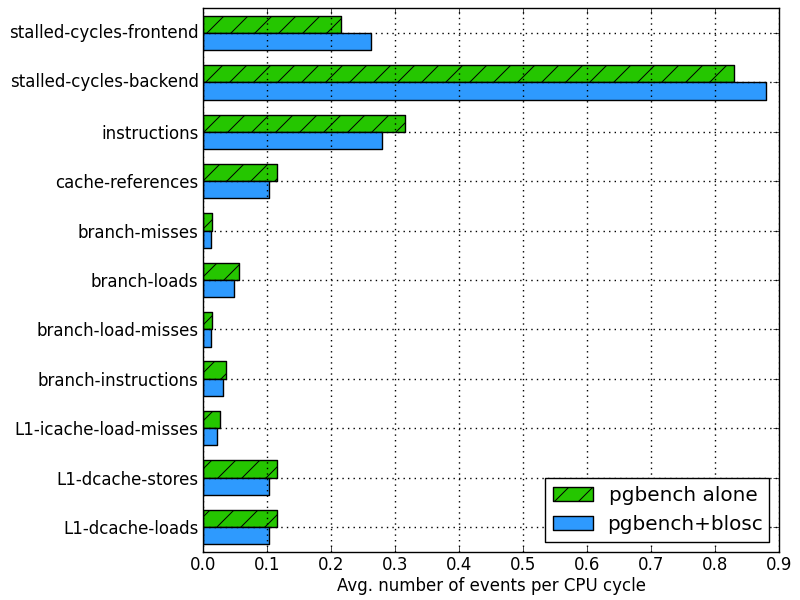 stalled-cycles-frontend
stalled-cycles-backend
instructions
cache-references
branch-misses
branch-loads
branch-load-misses
branch-instructions
L1-icache-load-misses
L1-dcache-stores
L1-dcache-loads
pgbench alone
pgbench+blosc
0.0 0.1 0.2 0.3 0.4 0.5 0.6 0.7 0.8 0.9
Avg. number of events per CPU cycle